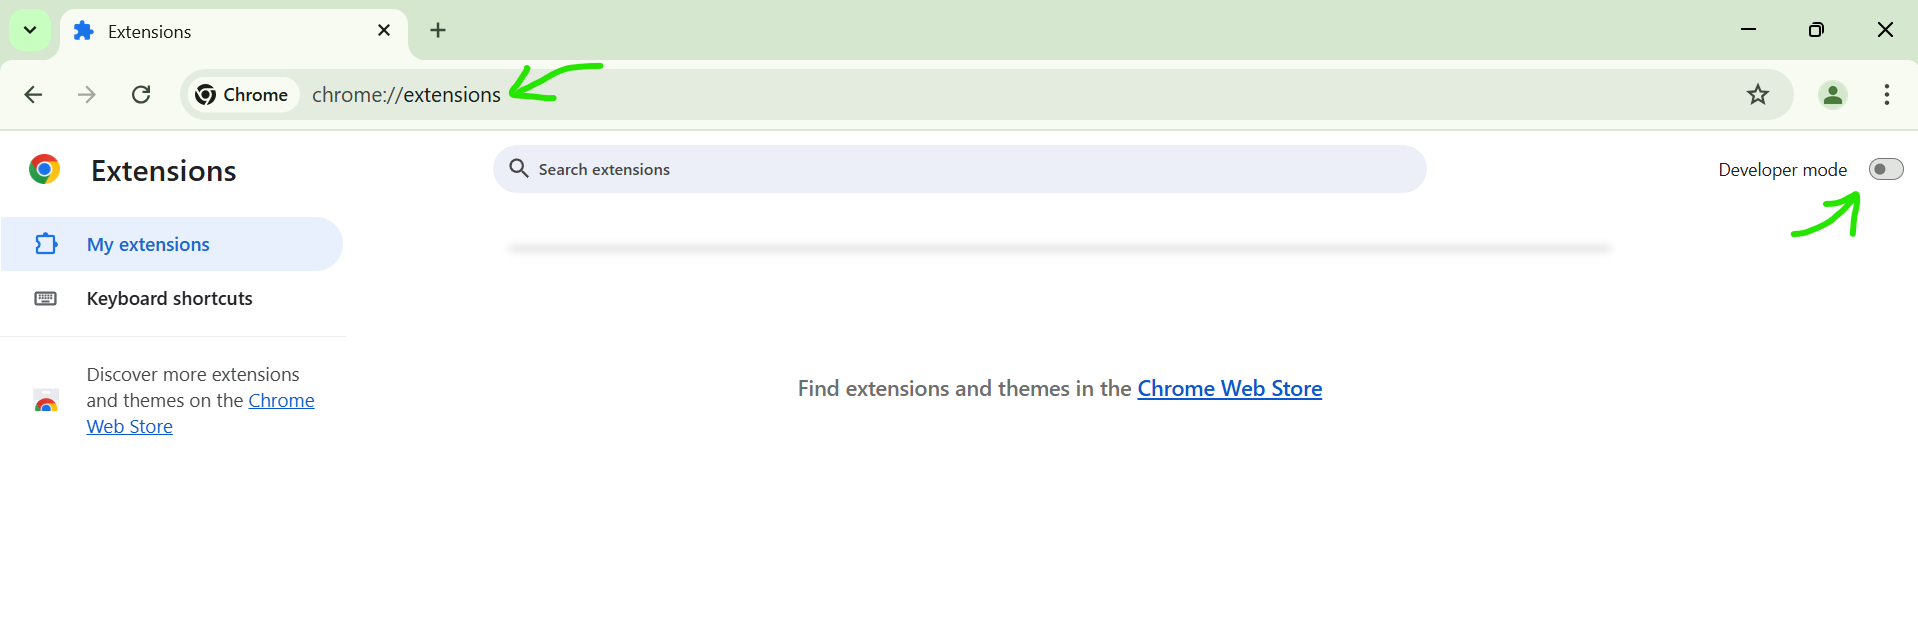 Extensions
Chrome
chrome://extensions
Extensions
Search extensions
Developer mode
My extensions
Keyboard shortcuts
Discover more extensions
and themes on the Chrome
Web Store
Find extensions and themes in the Chrome Web Store